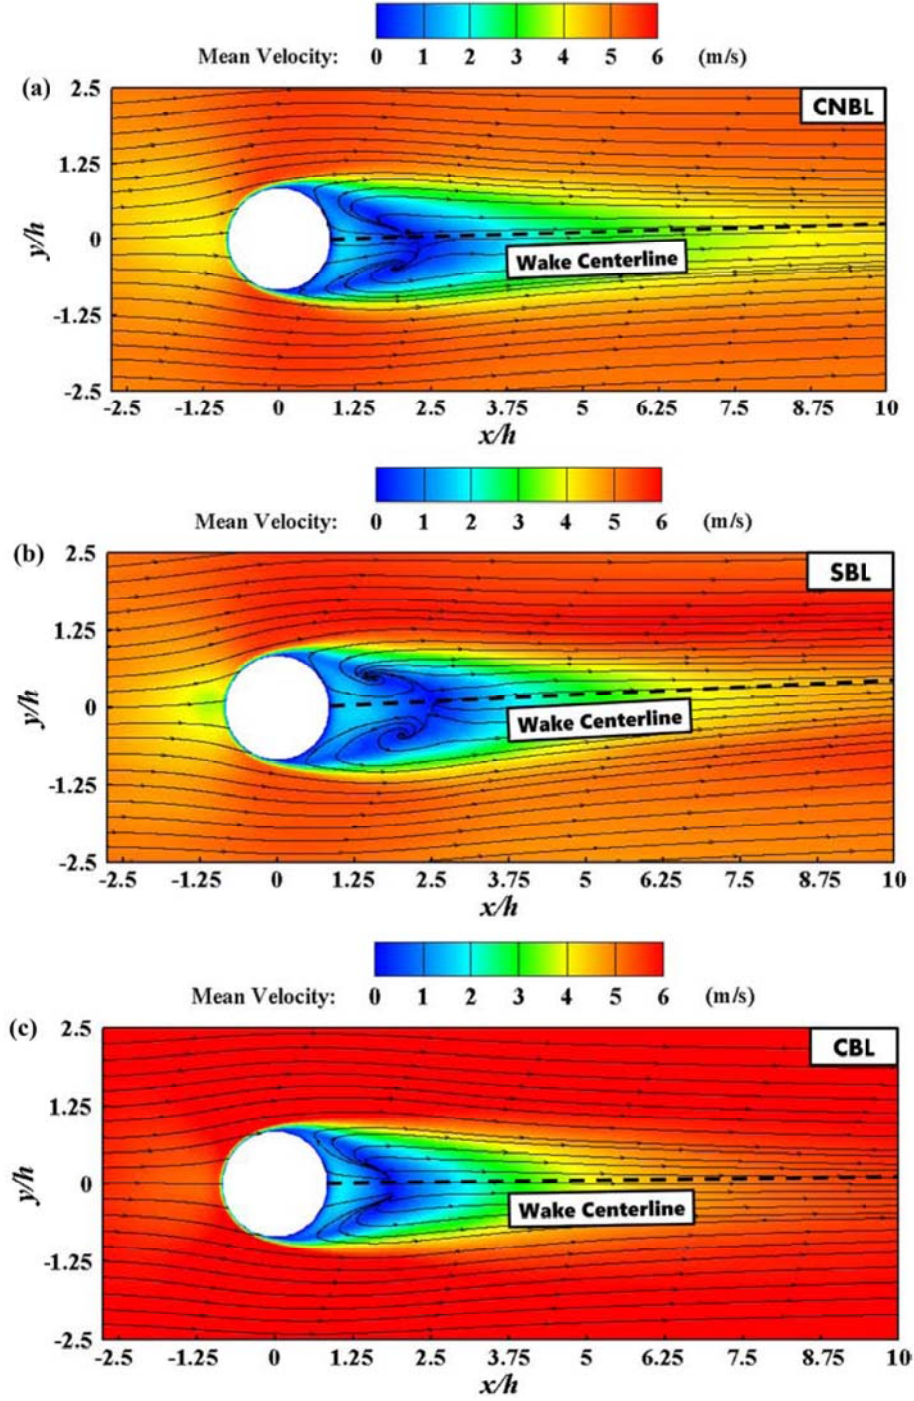 Mean Velocity: 0 1 2 3 4 5 6 (m/s)
(a)
CNBL
2.5
1.25
0
-1.25
-2.5
y/h
Wake Centerline
-2.5 -1.25 0 1.25 2.5 3.75 5 6.25 7.5 8.75 10
x/h
Mean Velocity: 0 1 2 3 4 5 6 (m/s)
(b)
SBL
2.5
1.25
0
-1.25
-2.5
y/h
Wake Centerline
-2.5 -1.25 0 1.25 2.5 3.75 5 6.25 7.5 8.75 10
x/h
Mean Velocity: 0 1 2 3 4 5 6 (m/s)
(c)
CBL
2.5
1.25
0
-1.25
-2.5
y/h
Wake Centerline
-2.5 -1.25 0 1.25 2.5 3.75 5 6.25 7.5 8.75 10
x/h